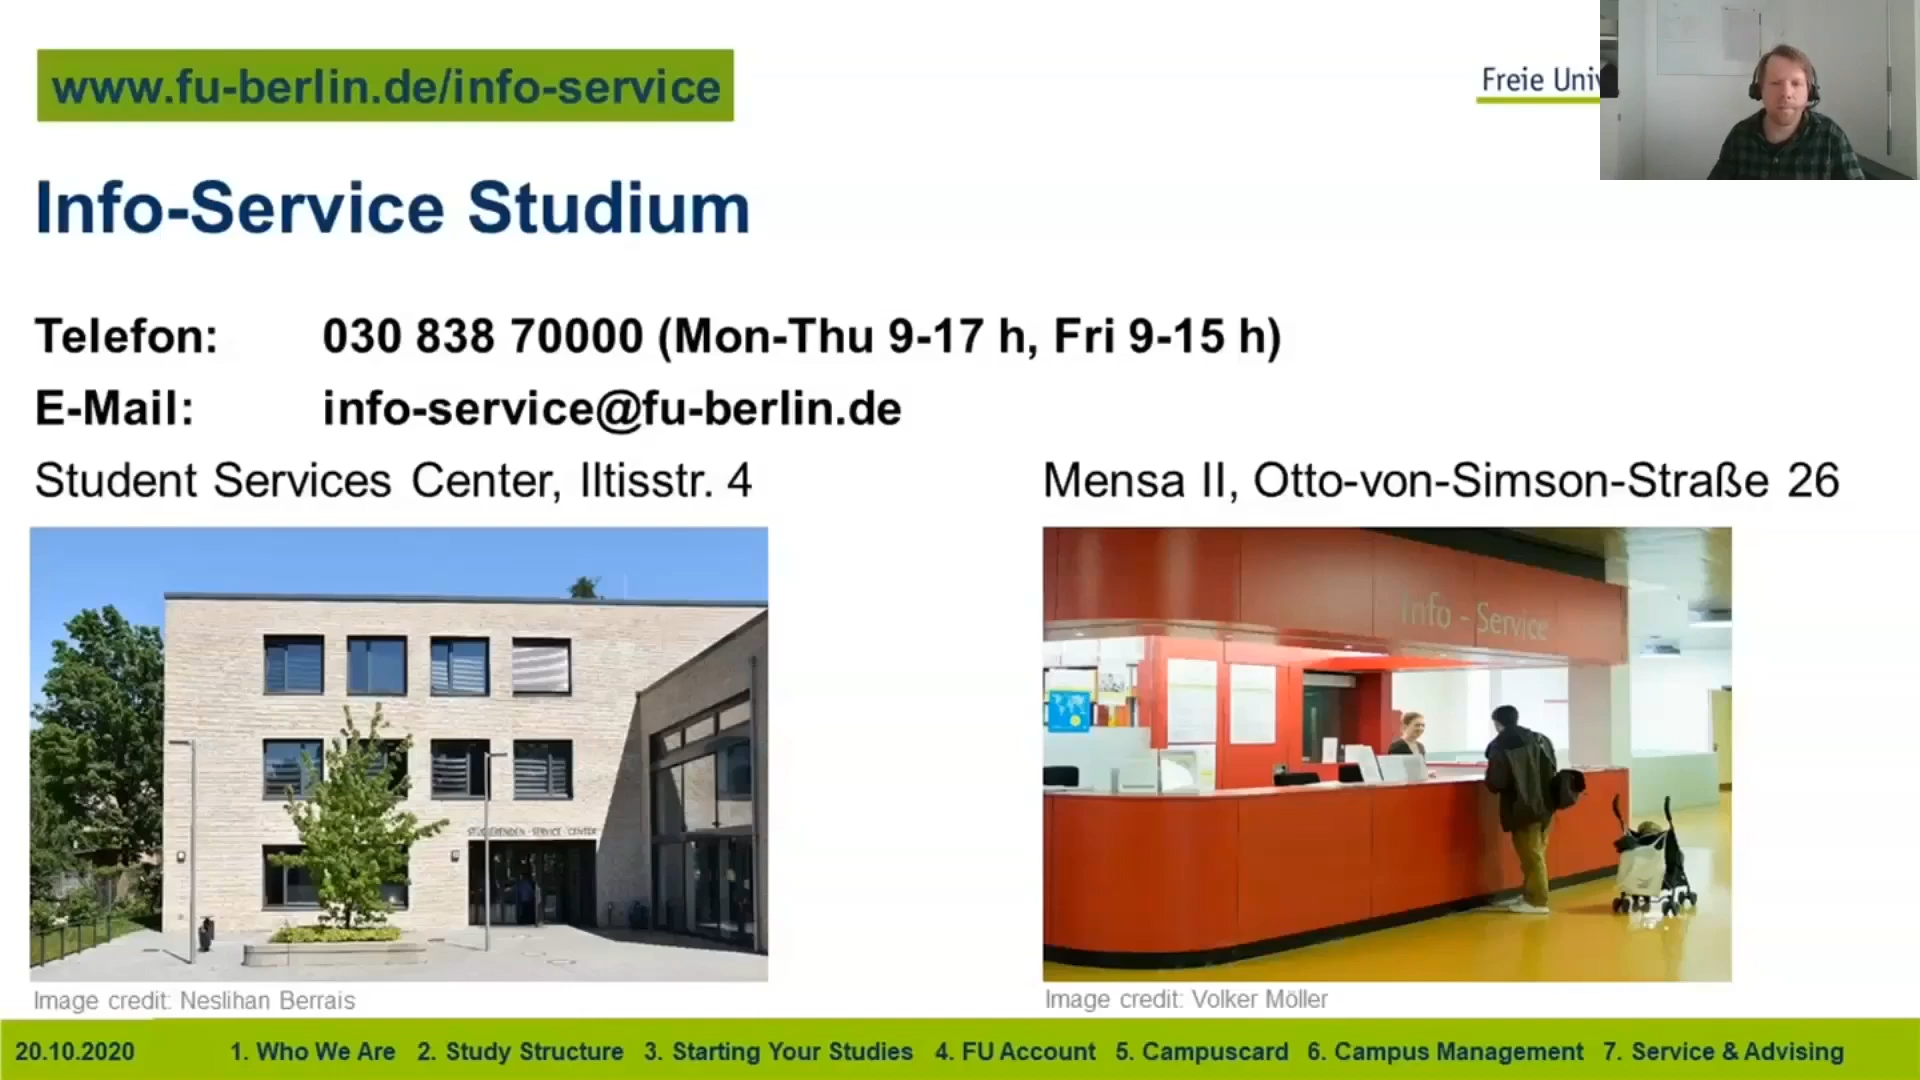 www.fu-berlin.de/info-service
Freie
Info-Service Studium
Telefon: 030 838 70000 (Mon-Thu 9-17 h, Fri 9-15 h)
E-Mail: info-service@fu-berlin.de
Student Services Center, Iltisstr. 4
Mensa II, Otto-von-Simson-Straße 26
STUDIERENDEN-SERVICE-CENTER
Info - Service
Image credit: Neslihan Berrais
Image credit: Volker Möller
20.10.2020 1. Who We Are 2. Study Structure 3. Starting Your Studies 4. FU Account 5. Campuscard 6. Campus Management 7. Service & Advising